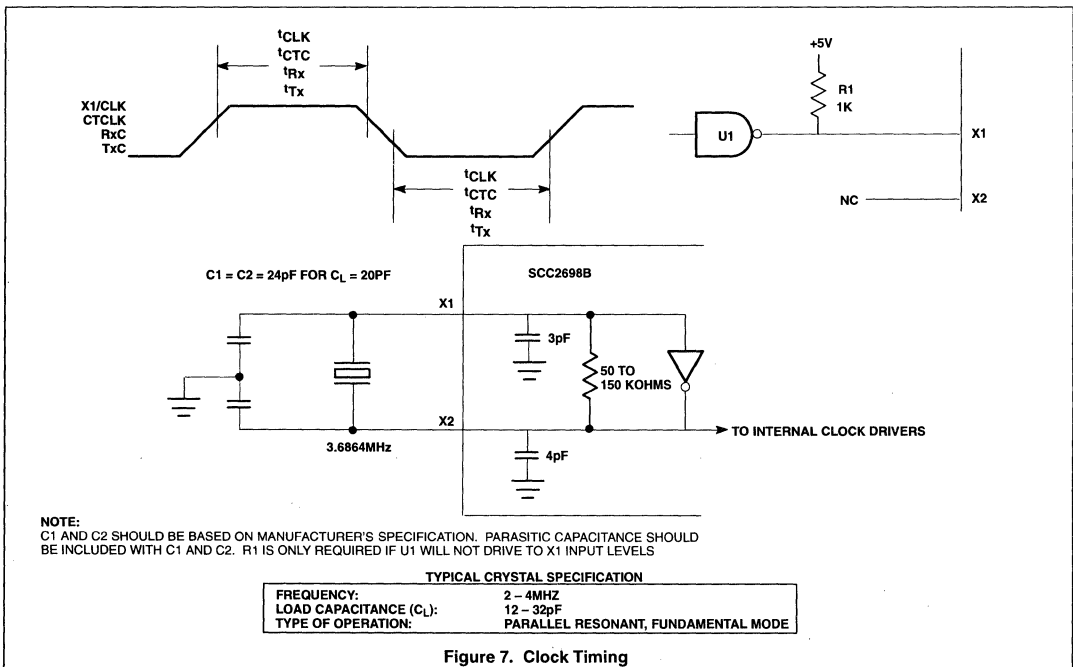 tCLK
tCTC
tRx
tTx
X1/CLK
CTCLK
RxC
TxC
tCLK
tCTC
tRx
tTx
+5V
R1
1K
U1
X1
NC
X2
C1 = C2 = 24pF FOR CL = 20PF
SCC2698B
X1
3pF
50 TO
150 KOHMS
X2
3.6864MHz
4pF
TO INTERNAL CLOCK DRIVERS
NOTE:
C1 AND C2 SHOULD BE BASED ON MANUFACTURER'S SPECIFICATION. PARASITIC CAPACITANCE SHOULD
BE INCLUDED WITH C1 AND C2. R1 IS ONLY REQUIRED IF U1 WILL NOT DRIVE TO X1 INPUT LEVELS
TYPICAL CRYSTAL SPECIFICATION
FREQUENCY: 2 – 4MHZ
LOAD CAPACITANCE (CL): 12 – 32pF
TYPE OF OPERATION: PARALLEL RESONANT, FUNDAMENTAL MODE
Figure 7. Clock Timing